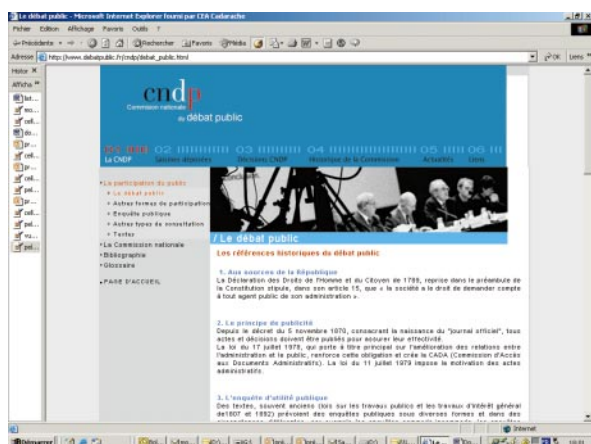 Le débat public - Microsoft Internet Explorer fourni par CEA Cadarache
Fichier Edition Affichage Favoris Outils ?
Précédente Rechercher Favoris Média
Adresse http://www.debatpublic.fr/cndp/debat_public.html OK Liens »
Histor X
Affiche
cndp
Commission nationale
du débat public
02 03 04 05 06
La CNDP Saisines déposées Décisions CNDP Historique de la Commission Actualités Liens
La participation du public
Le débat public
Autres formes de participation
Enquête publique
Autres types de consultation
Textes
La Commission nationale
Bibliographie
Glossaire
PAGE D'ACCUEIL
/ Le débat public
Les références historiques du débat public
1. Aux sources de la République
La Déclaration des Droits de l'Homme et du Citoyen de 1789, reprise dans le préambule de
la Constitution stipule, dans son article 15, que « la société a le droit de demander compte
à tout agent public de son administration ».
2. Le principe de publicité
Depuis le décret du 5 novembre 1870, consacrant la naissance du "journal officiel", tous
actes et décisions doivent être publiés pour assurer leur effectivité.
La loi du 17 juillet 1978, qui porte à titre principal sur l'amélioration des relations entre
l'administration et le public, renforce cette obligation et crée la CADA (Commission d'Accès
aux Documents Administratifs). La loi du 11 juillet 1979 impose la motivation des actes
administratifs.
3. L'enquête d'utilité publique
Des textes, souvent anciens (lois sur les travaux publics et les travaux d'intérêt général
de1807 et 1892) prévoient des enquêtes publiques sous diverses formes et dans des
Internet
Démarrer